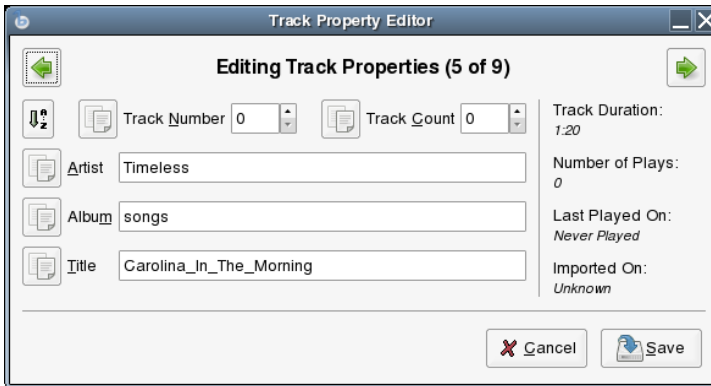 Track Property Editor
Editing Track Properties (5 of 9)
Track Number 0 Track Count 0
Artist Timeless
Album songs
Title Carolina_In_The_Morning
Track Duration:
1:20
Number of Plays:
0
Last Played On:
Never Played
Imported On:
Unknown
Cancel Save